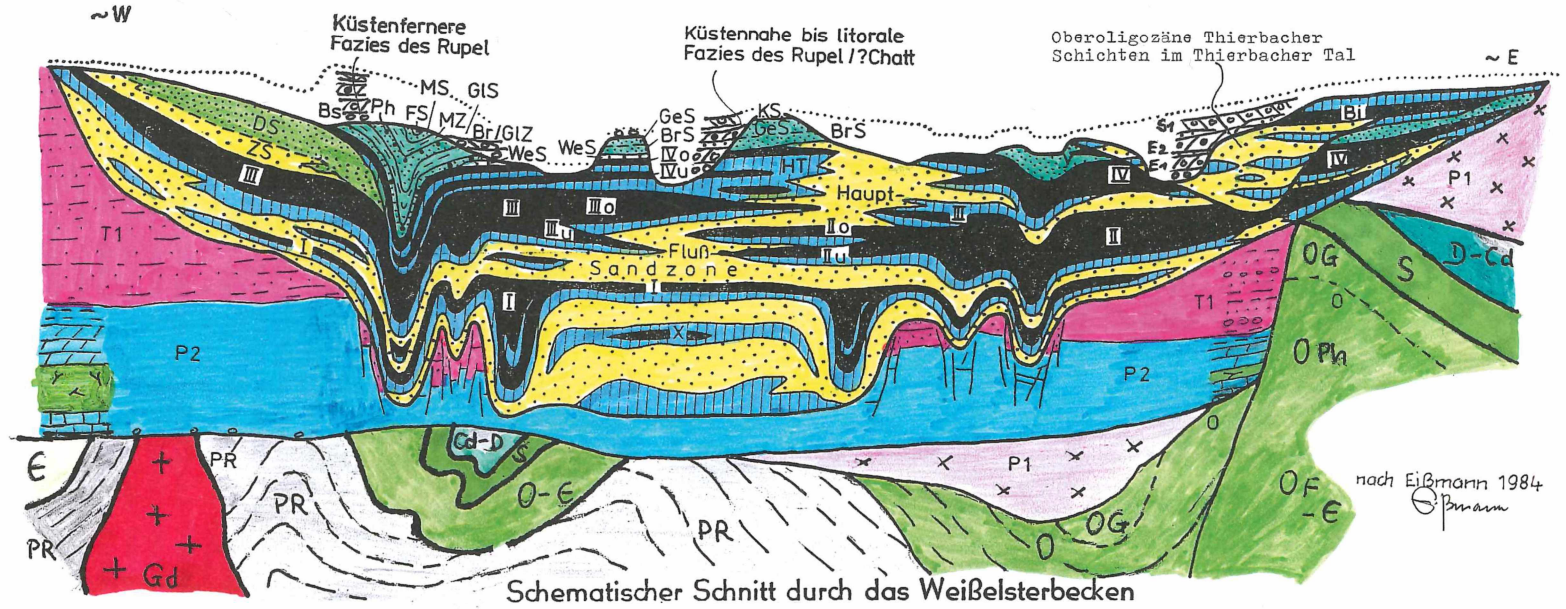 ~W
Küstenfernere
Fazies des Rupel
Küstennahe bis litorale
Fazies des Rupel/?Chatt
Oberoligozäne Thierbacher
Schichten im Thierbacher Tal
~E
Bs
Ph
FS
MS
MZ
GlS
Br/GlZ
WeS
WeS
GeS
BrS
IVo
IVu
KS
GeS
BrS
S1
E2
E1
Bi
DS
ZS
III
HT
IV
IV
P1
Haupt
III
IIIo
III
T1
I
IIIu
IIo
II
Fluß
IIu
Sandzone
I
I
X
OG
S
D-Cd
T1
O
O Ph
P2
P2
Cd-D
S
O-Є
Є
PR
PR
PR
PR
Gd
P1
O
O
OG
OF
-Є
nach Eißmann 1984
Eißmann
Schematischer Schnitt durch das Weißelsterbecken